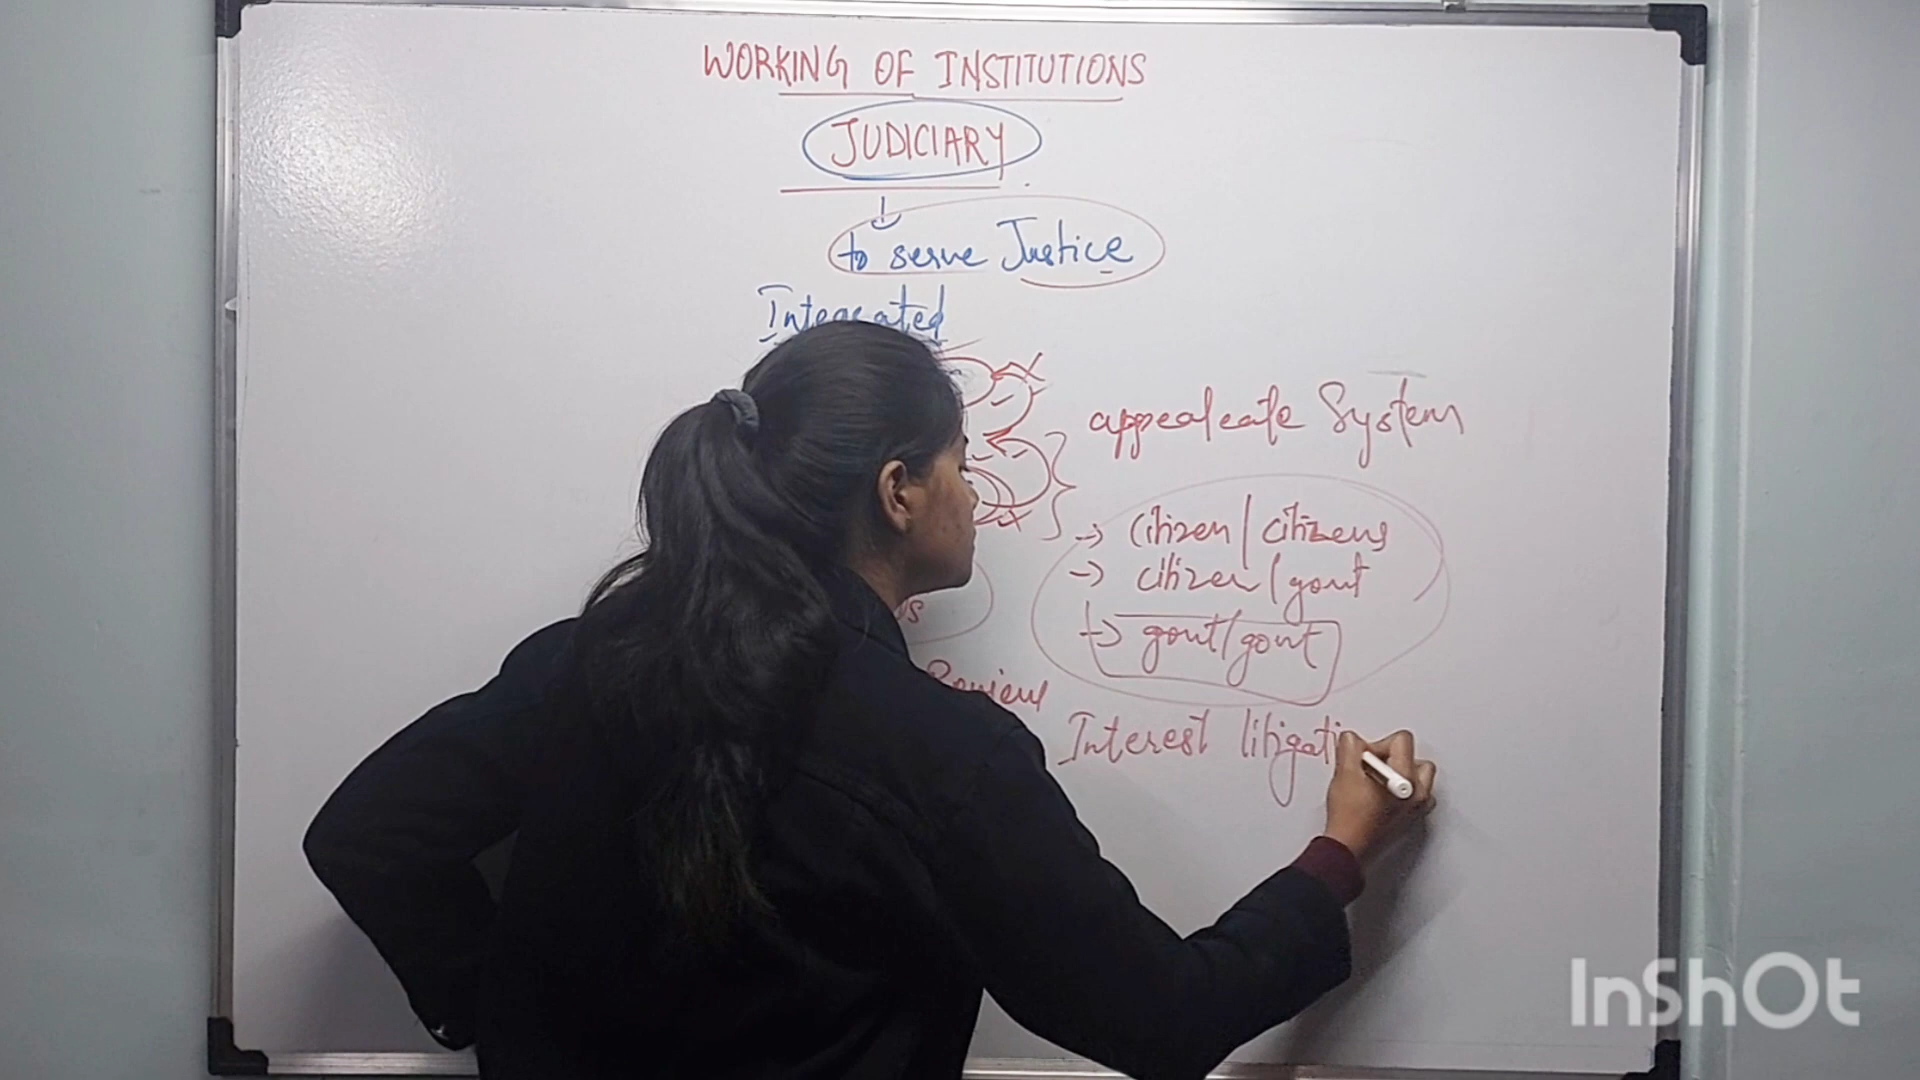 WORKING OF INSTITUTIONS
JUDICIARY
to serve Justice
Integrated
appealeate System
→ citizen/citizens
→ citizen/govt
→ govt/govt
Review
Interest litigati
InShOt